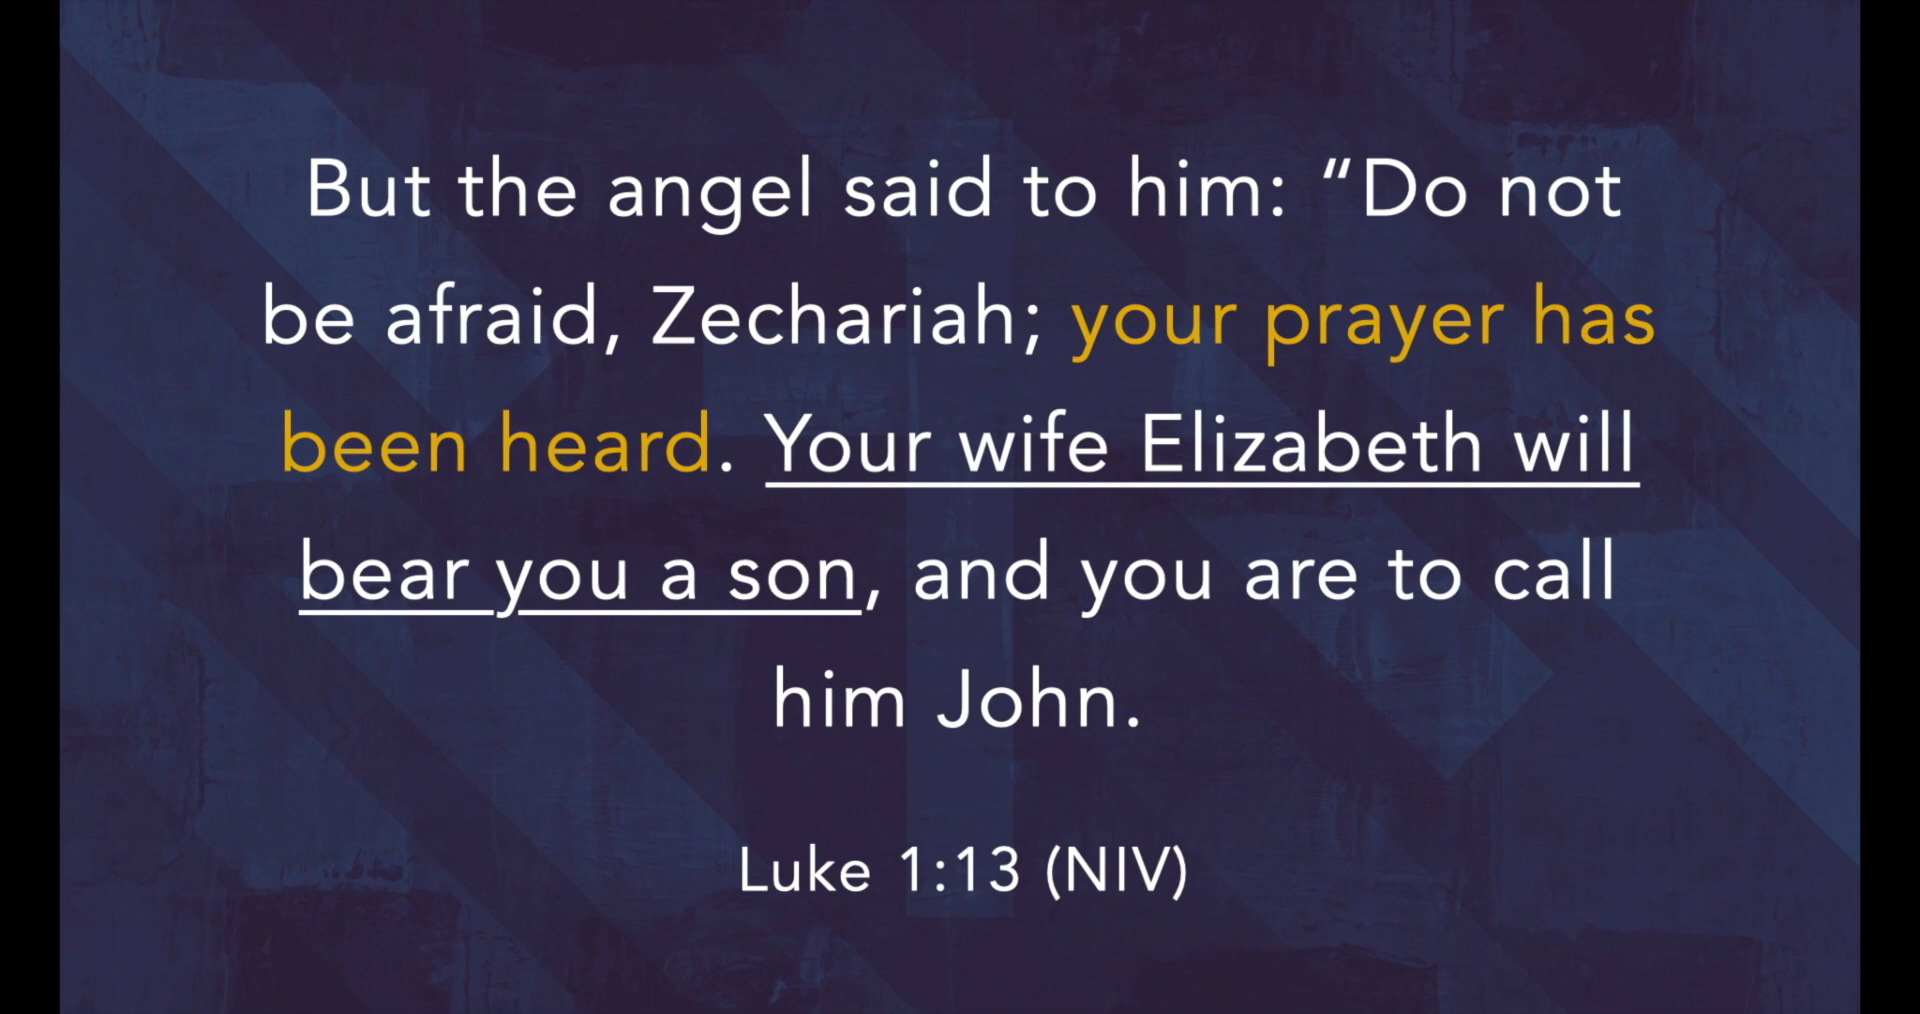 But the angel said to him: “Do not
be afraid, Zechariah; your prayer has
been heard. Your wife Elizabeth will
bear you a son, and you are to call
him John.
Luke 1:13 (NIV)